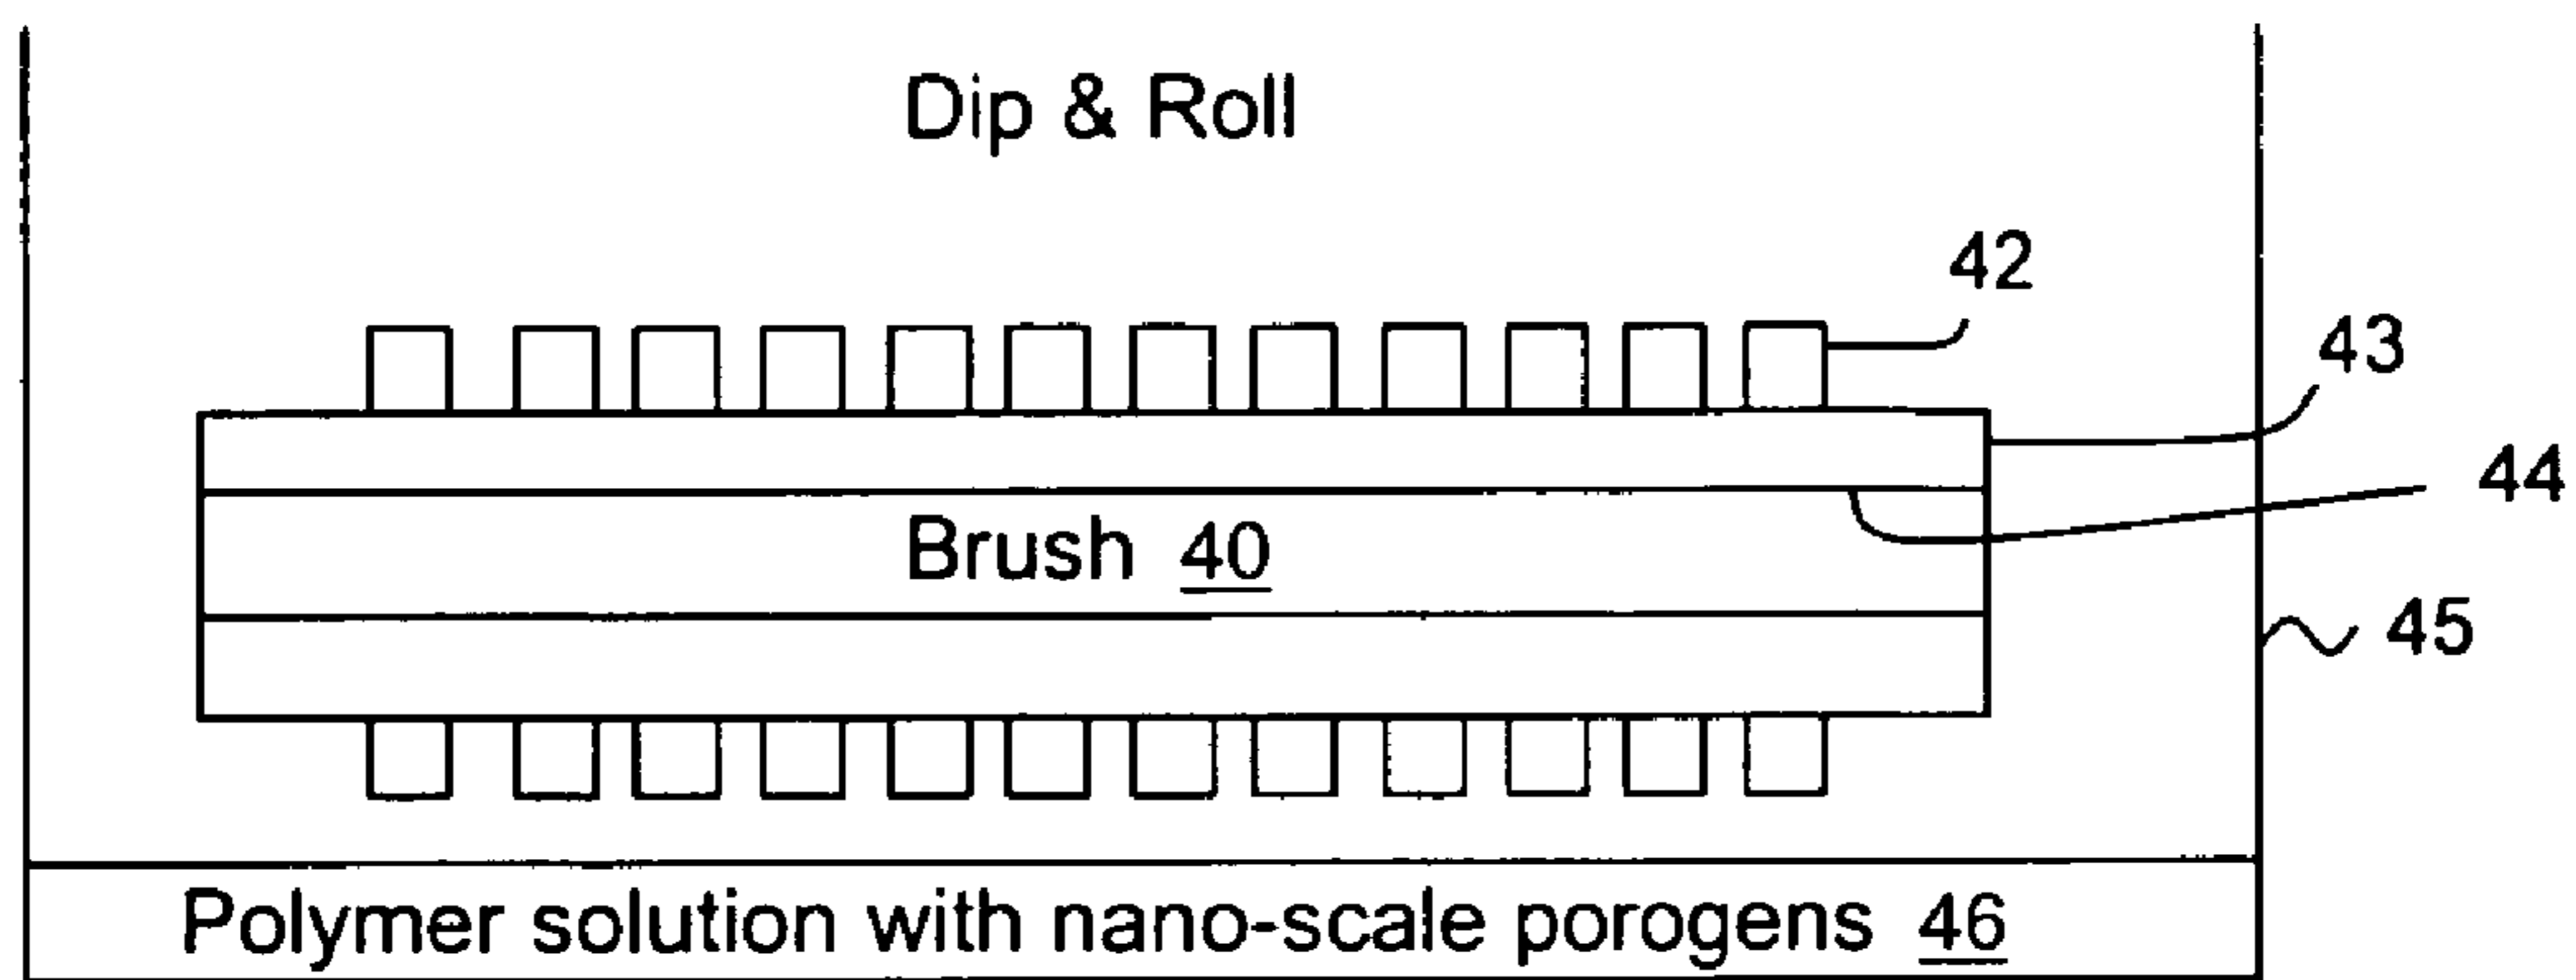 Dip & Roll
42
43
44
Brush 40
45
Polymer solution with nano-scale porogens 46